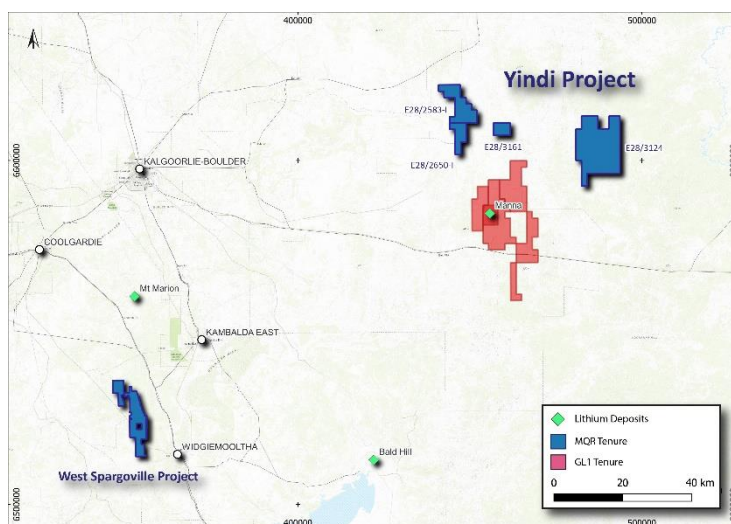 400000
500000
Yindi Project
E28/2583-I
E28/3161
E28/3124
E28/2650-I
6600000
6600000
KALGOORLIE-BOULDER
Manna
COOLGARDIE
Mt Marion
KAMBALDA EAST
WIDGIEMOOLTHA
Bald Hill
West Spargoville Project
Lithium Deposits
MQR Tenure
GL1 Tenure
0 20 40 km
6500000
6500000
400000
500000